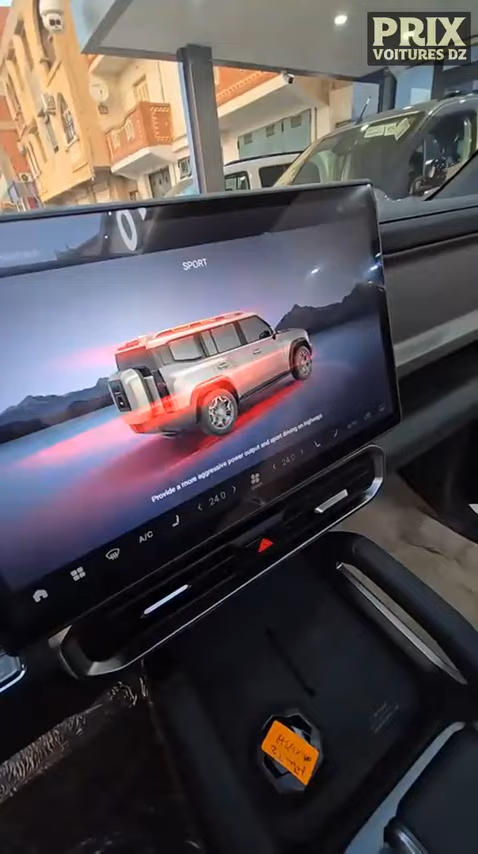 PRIX
VOITURES DZ
SPORT
Provide a more aggressive power output and sport driving on highways
A/C
24.0
24.0